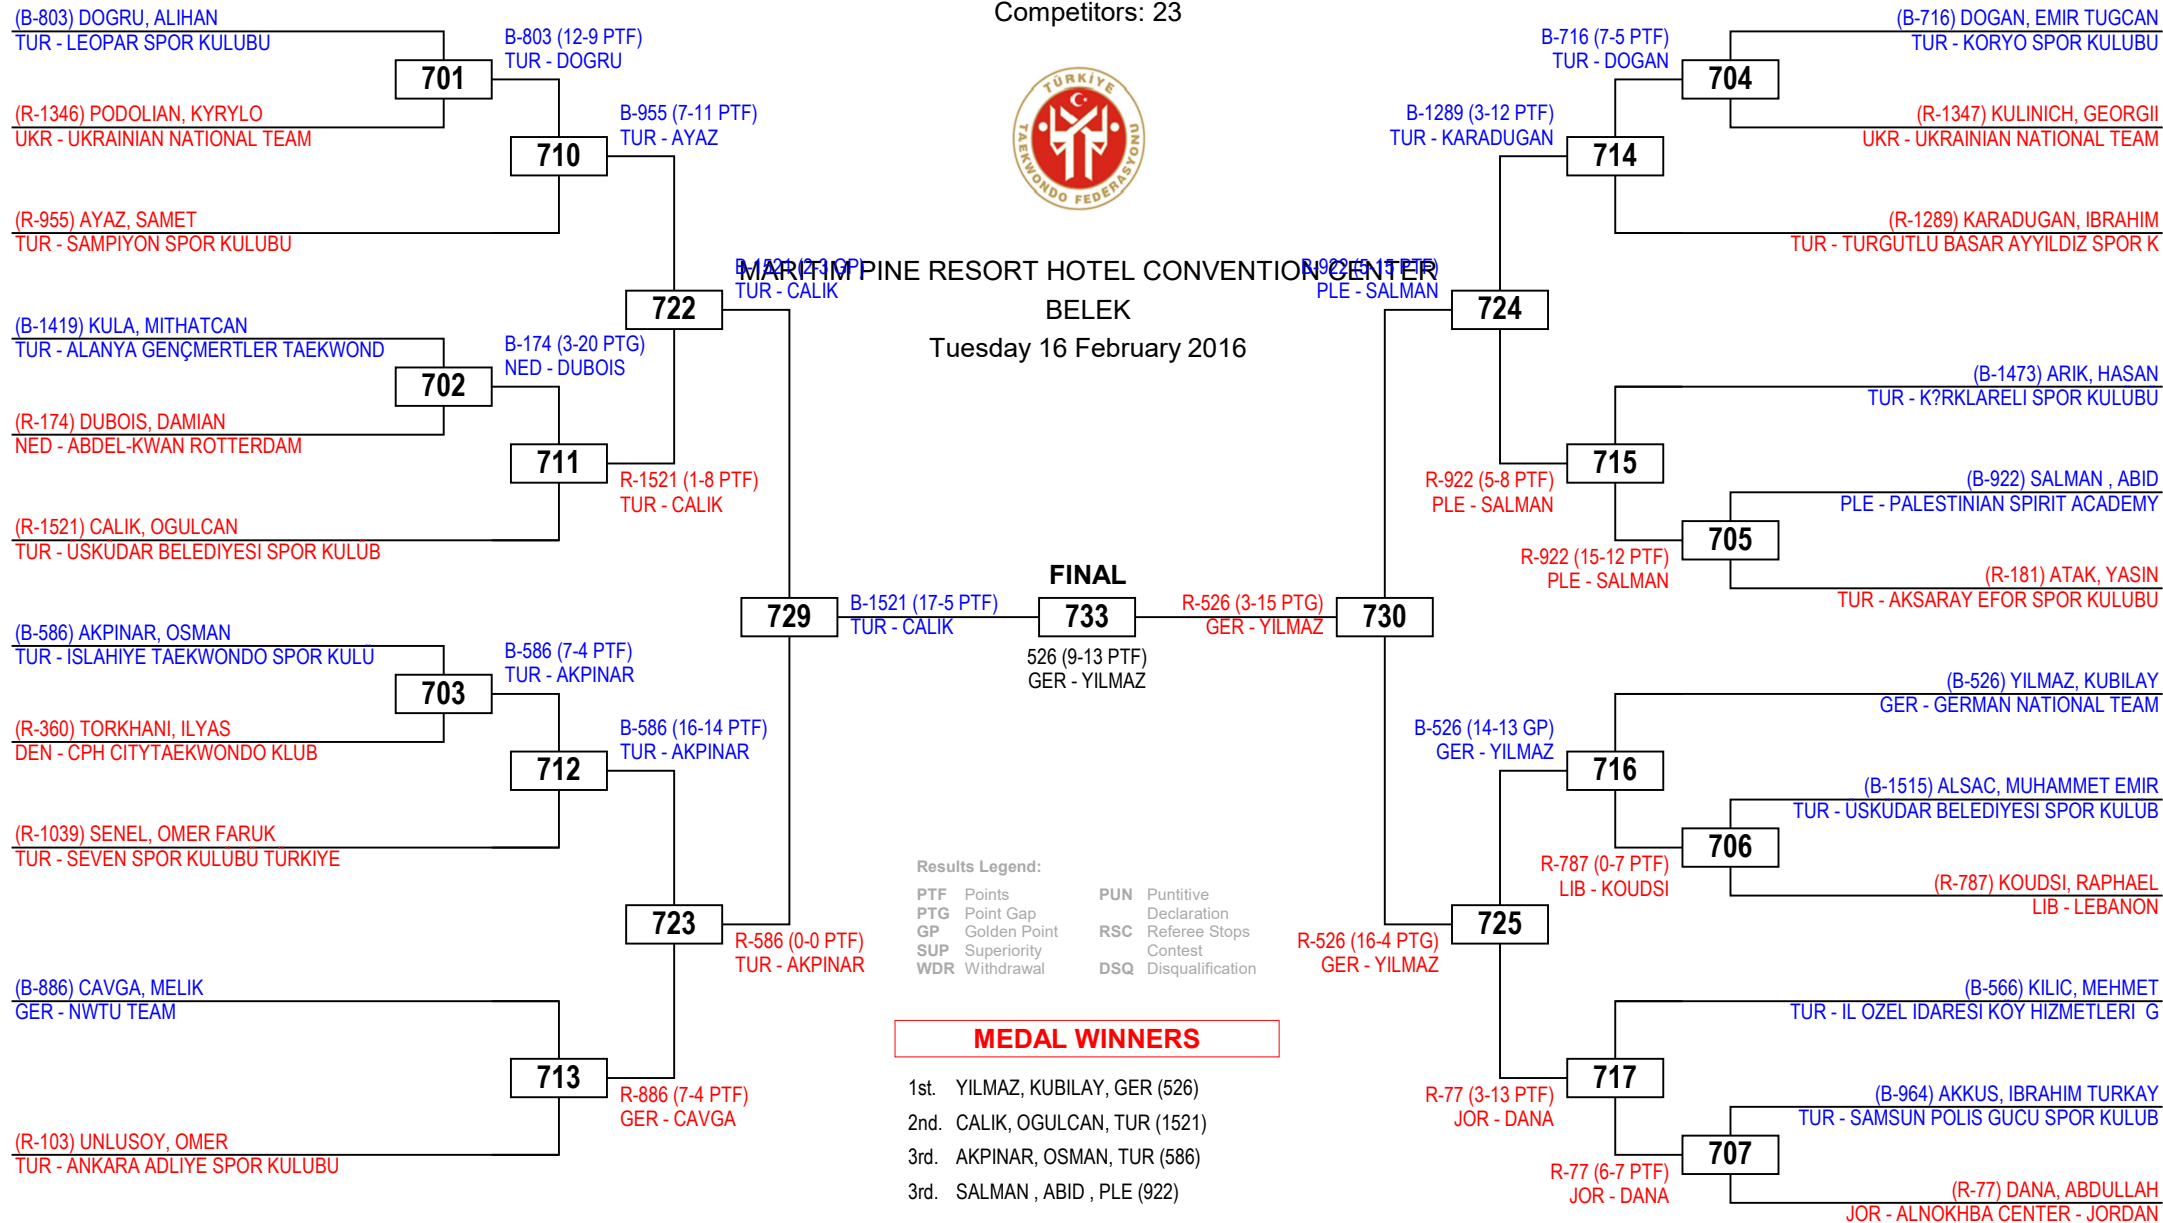 Competitors: 23
TÜRKİYE
TAEKWONDO FEDERASYONU
MARITIM PINE RESORT HOTEL CONVENTION CENTER
BELEK
Tuesday 16 February 2016
(B-803) DOGRU, ALIHAN
TUR - LEOPAR SPOR KULUBU
701
(R-1346) PODOLIAN, KYRYLO
UKR - UKRAINIAN NATIONAL TEAM
B-803 (12-9 PTF)
TUR - DOGRU
710
(R-955) AYAZ, SAMET
TUR - SAMPIYON SPOR KULUBU
B-955 (7-11 PTF)
TUR - AYAZ
722
(B-1419) KULA, MITHATCAN
TUR - ALANYA GENÇMERTLER TAEKWOND
702
(R-174) DUBOIS, DAMIAN
NED - ABDEL-KWAN ROTTERDAM
B-174 (3-20 PTG)
NED - DUBOIS
711
(R-1521) CALIK, OGULCAN
TUR - USKUDAR BELEDIYESI SPOR KULÜB
R-1521 (1-8 PTF)
TUR - CALIK
B-1521 (2-3 GP)
TUR - CALIK
729
(B-586) AKPINAR, OSMAN
TUR - ISLAHIYE TAEKWONDO SPOR KULU
703
(R-360) TORKHANI, ILYAS
DEN - CPH CITYTAEKWONDO KLUB
B-586 (7-4 PTF)
TUR - AKPINAR
712
(R-1039) SENEL, OMER FARUK
TUR - SEVEN SPOR KULUBU TURKIYE
B-586 (16-14 PTF)
TUR - AKPINAR
723
(B-886) CAVGA, MELIK
GER - NWTU TEAM
713
(R-103) UNLUSOY, OMER
TUR - ANKARA ADLIYE SPOR KULUBU
R-886 (7-4 PTF)
GER - CAVGA
R-586 (0-0 PTF)
TUR - AKPINAR
B-1521 (17-5 PTF)
TUR - CALIK
FINAL
733
526 (9-13 PTF)
GER - YILMAZ
R-526 (3-15 PTG)
GER - YILMAZ
730
(B-716) DOGAN, EMIR TUGCAN
TUR - KORYO SPOR KULUBU
704
(R-1347) KULINICH, GEORGII
UKR - UKRAINIAN NATIONAL TEAM
B-716 (7-5 PTF)
TUR - DOGAN
714
(R-1289) KARADUGAN, IBRAHIM
TUR - TURGUTLU BASAR AYYILDIZ SPOR K
B-1289 (3-12 PTF)
TUR - KARADUGAN
724
B-922 (5-15 PTF)
PLE - SALMAN
(B-1473) ARIK, HASAN
TUR - K?RKLARELI SPOR KULUBU
715
(B-922) SALMAN , ABID
PLE - PALESTINIAN SPIRIT ACADEMY
705
(R-181) ATAK, YASIN
TUR - AKSARAY EFOR SPOR KULUBU
R-922 (5-8 PTF)
PLE - SALMAN
R-922 (15-12 PTF)
PLE - SALMAN
(B-526) YILMAZ, KUBILAY
GER - GERMAN NATIONAL TEAM
716
B-526 (14-13 GP)
GER - YILMAZ
(B-1515) ALSAC, MUHAMMET EMIR
TUR - USKUDAR BELEDIYESI SPOR KULUB
706
(R-787) KOUDSI, RAPHAEL
LIB - LEBANON
R-787 (0-7 PTF)
LIB - KOUDSI
725
R-526 (16-4 PTG)
GER - YILMAZ
(B-566) KILIC, MEHMET
TUR - IL OZEL IDARESI KÖY HIZMETLERI G
717
R-77 (3-13 PTF)
JOR - DANA
(B-964) AKKUS, IBRAHIM TURKAY
TUR - SAMSUN POLIS GUCU SPOR KULUB
707
(R-77) DANA, ABDULLAH
JOR - ALNOKHBA CENTER - JORDAN
R-77 (6-7 PTF)
JOR - DANA
Results Legend:
PTF Points
PTG Point Gap
GP Golden Point
SUP Superiority
WDR Withdrawal
PUN Puntitive
Declaration
RSC Referee Stops
Contest
DSQ Disqualification
MEDAL WINNERS
1st. YILMAZ, KUBILAY, GER (526)
2nd. CALIK, OGULCAN, TUR (1521)
3rd. AKPINAR, OSMAN, TUR (586)
3rd. SALMAN , ABID , PLE (922)